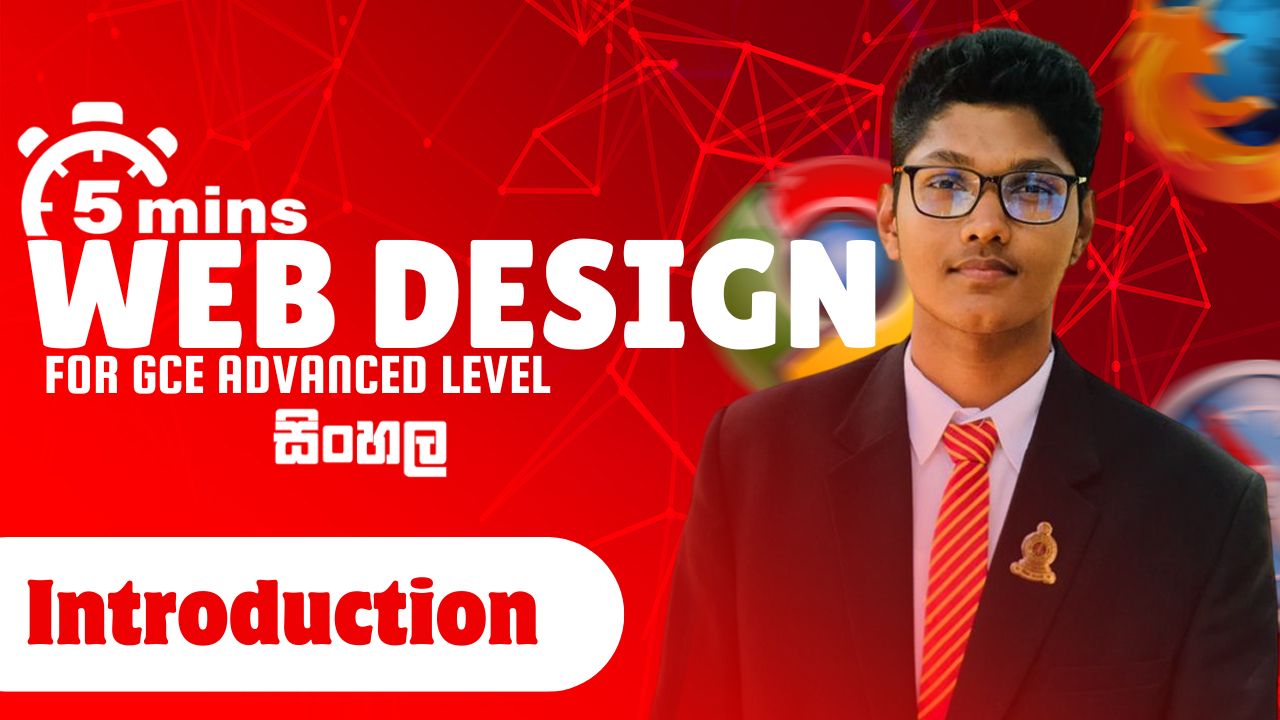 5 mins
WEB DESIGN
FOR GCE ADVANCED LEVEL
සිංහල
Introduction